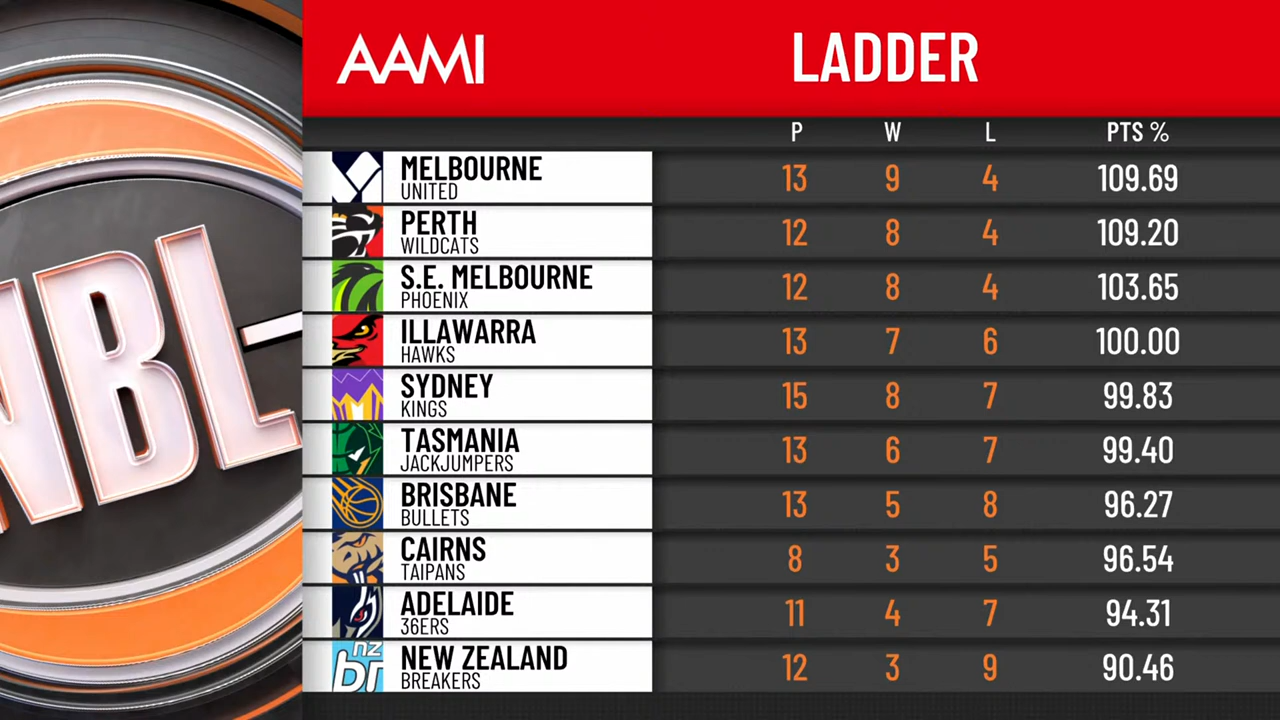 NBL
AAMI LADDER
P W L PTS %
MELBOURNE
UNITED
13 9 4 109.69
PERTH
WILDCATS
12 8 4 109.20
S.E. MELBOURNE
PHOENIX
12 8 4 103.65
ILLAWARRA
HAWKS
13 7 6 100.00
SYDNEY
KINGS
15 8 7 99.83
TASMANIA
JACKJUMPERS
13 6 7 99.40
BRISBANE
BULLETS
13 5 8 96.27
CAIRNS
TAIPANS
8 3 5 96.54
ADELAIDE
36ERS
11 4 7 94.31
nz
br
NEW ZEALAND
BREAKERS
12 3 9 90.46